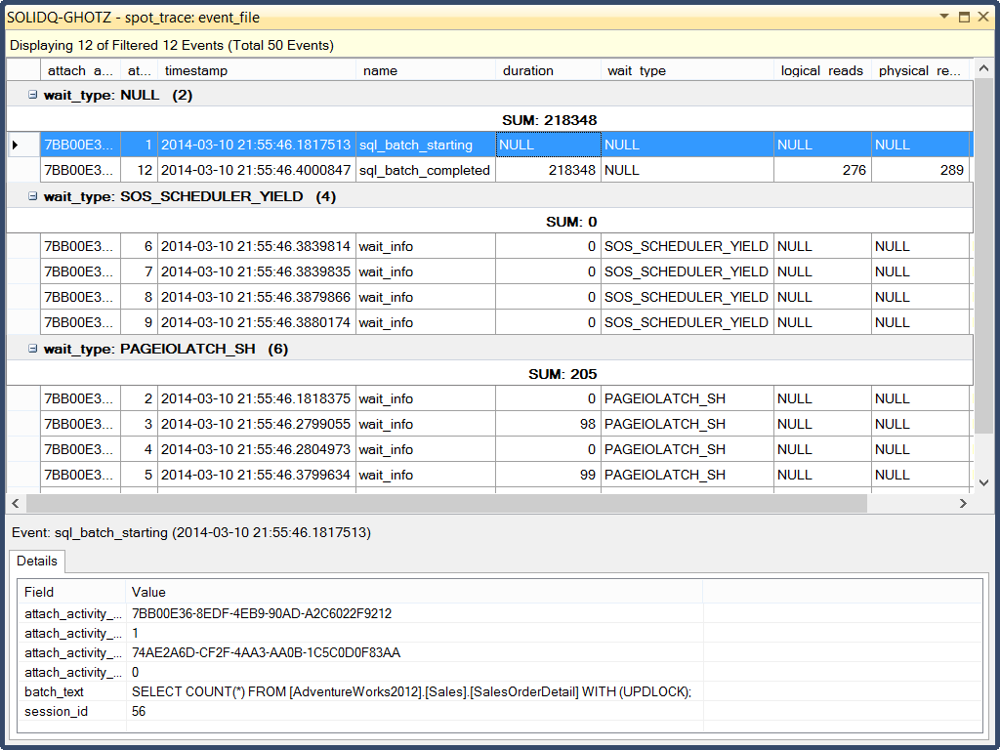 SOLIDQ-GHOTZ - spot_trace: event_file
Displaying 12 of Filtered 12 Events (Total 50 Events)
attach_a... at... timestamp name duration wait_type logical_reads physical_re...
wait_type: NULL (2)
SUM: 218348
7BB00E3... 1 2014-03-10 21:55:46.1817513 sql_batch_starting NULL NULL NULL NULL
7BB00E3... 12 2014-03-10 21:55:46.4000847 sql_batch_completed 218348 NULL 276 289
wait_type: SOS_SCHEDULER_YIELD (4)
SUM: 0
7BB00E3... 6 2014-03-10 21:55:46.3839814 wait_info 0 SOS_SCHEDULER_YIELD NULL NULL
7BB00E3... 7 2014-03-10 21:55:46.3839835 wait_info 0 SOS_SCHEDULER_YIELD NULL NULL
7BB00E3... 8 2014-03-10 21:55:46.3879866 wait_info 0 SOS_SCHEDULER_YIELD NULL NULL
7BB00E3... 9 2014-03-10 21:55:46.3880174 wait_info 0 SOS_SCHEDULER_YIELD NULL NULL
wait_type: PAGEIOLATCH_SH (6)
SUM: 205
7BB00E3... 2 2014-03-10 21:55:46.1818375 wait_info 0 PAGEIOLATCH_SH NULL NULL
7BB00E3... 3 2014-03-10 21:55:46.2799055 wait_info 98 PAGEIOLATCH_SH NULL NULL
7BB00E3... 4 2014-03-10 21:55:46.2804973 wait_info 0 PAGEIOLATCH_SH NULL NULL
7BB00E3... 5 2014-03-10 21:55:46.3799634 wait_info 99 PAGEIOLATCH_SH NULL NULL
Event: sql_batch_starting (2014-03-10 21:55:46.1817513)
Details
Field Value
attach_activity_... 7BB00E36-8EDF-4EB9-90AD-A2C6022F9212
attach_activity_... 1
attach_activity_... 74AE2A6D-CF2F-4AA3-AA0B-1C5C0D0F83AA
attach_activity_... 0
batch_text SELECT COUNT(*) FROM [AdventureWorks2012].[Sales].[SalesOrderDetail] WITH (UPDLOCK);
session_id 56